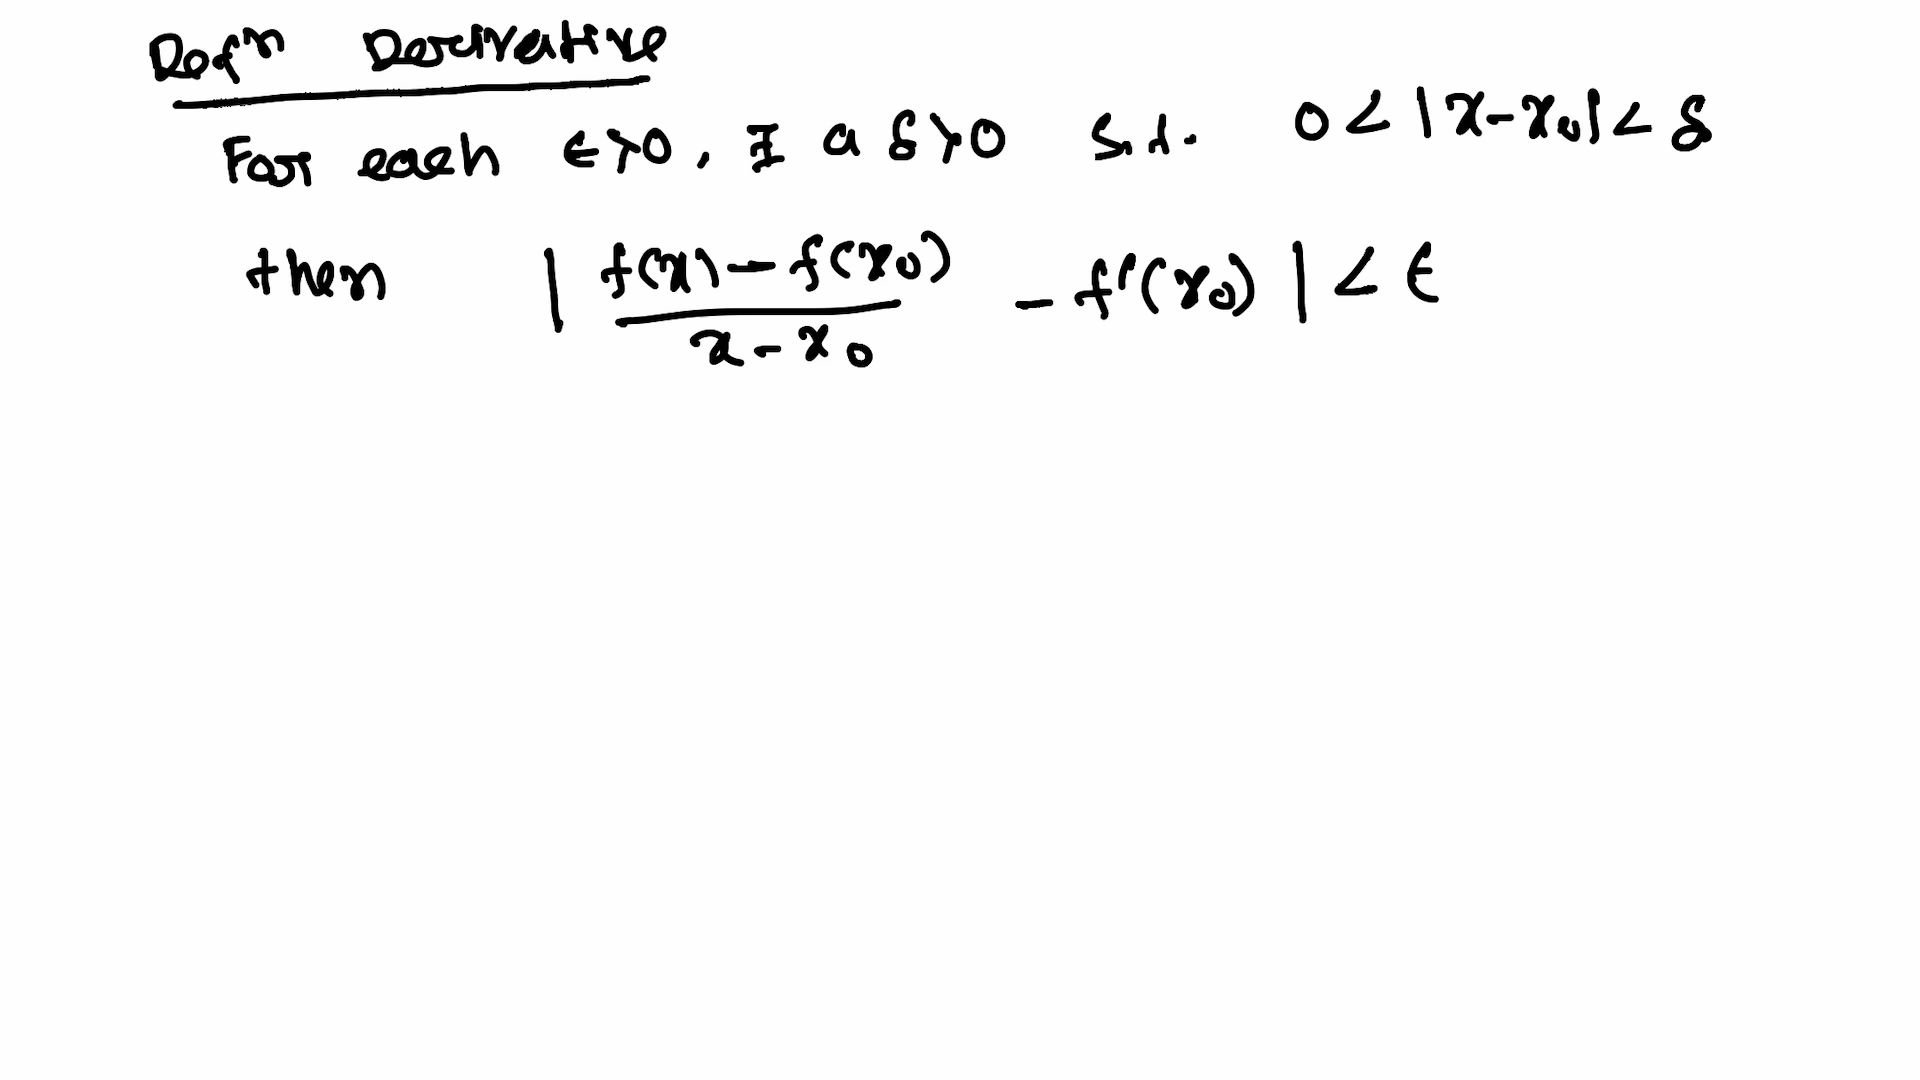 Defⁿ Derivative
For each ϵ>0, ∃ a δ>0 s.t. 0<|x-x₀|<δ
then | (f(x)-f(x₀))/(x-x₀) - f'(x₀) | < ϵ